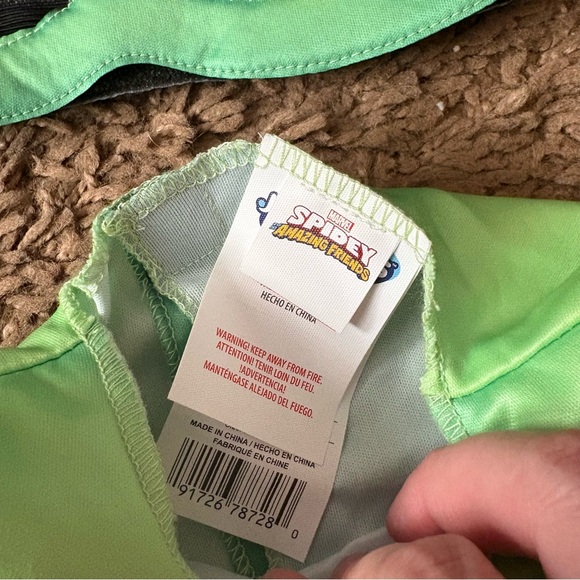 MARVEL
SPIDEY
AND HIS
AMAZING FRIENDS
HECHO EN CHINA
WARNING! KEEP AWAY FROM FIRE.
ATTENTION! TENIR LOIN DU FEU.
!ADVERTENCIA!
MANTÉNGASE ALEJADO DEL FUEGO.
MADE IN CHINA / HECHO EN CHINA
FABRIQUÉ EN CHINE
91726 78728 0